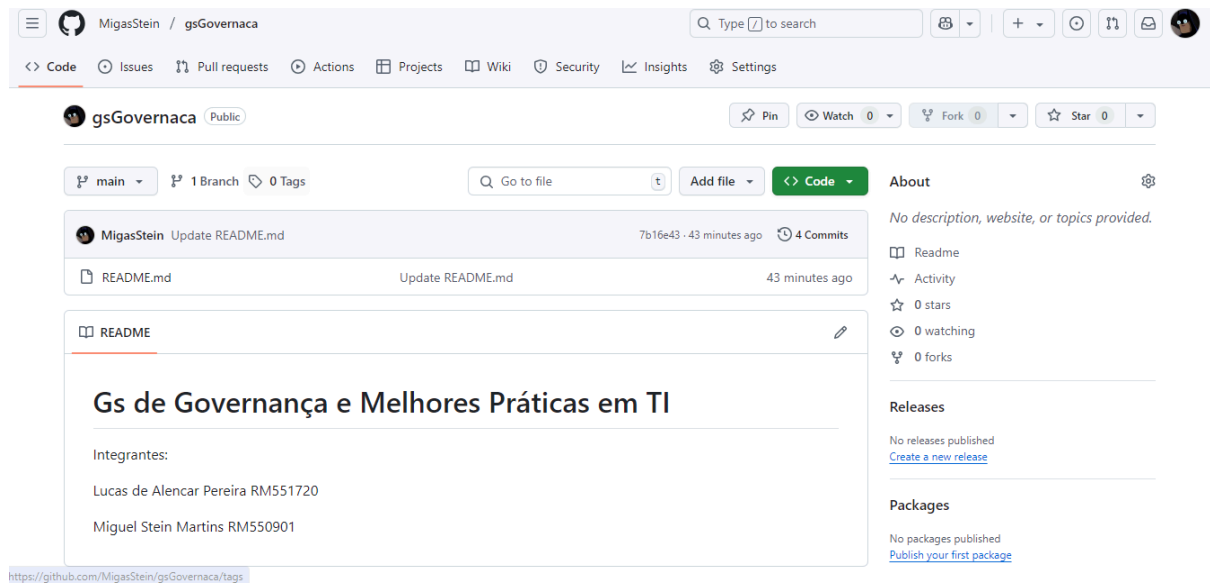 MigasStein / gsGovernaca
Type / to search
Code Issues Pull requests Actions Projects Wiki Security Insights Settings
gsGovernaca Public
Pin Watch 0 Fork 0 Star 0
main 1 Branch 0 Tags
Go to file t Add file Code
MigasStein Update README.md 7b16e43 · 43 minutes ago 4 Commits
README.md Update README.md 43 minutes ago
README
Gs de Governança e Melhores Práticas em TI
Integrantes:
Lucas de Alencar Pereira RM551720
Miguel Stein Martins RM550901
About
No description, website, or topics provided.
Readme
Activity
0 stars
0 watching
0 forks
Releases
No releases published
Create a new release
Packages
No packages published
Publish your first package
https://github.com/MigasStein/gsGovernaca/tags